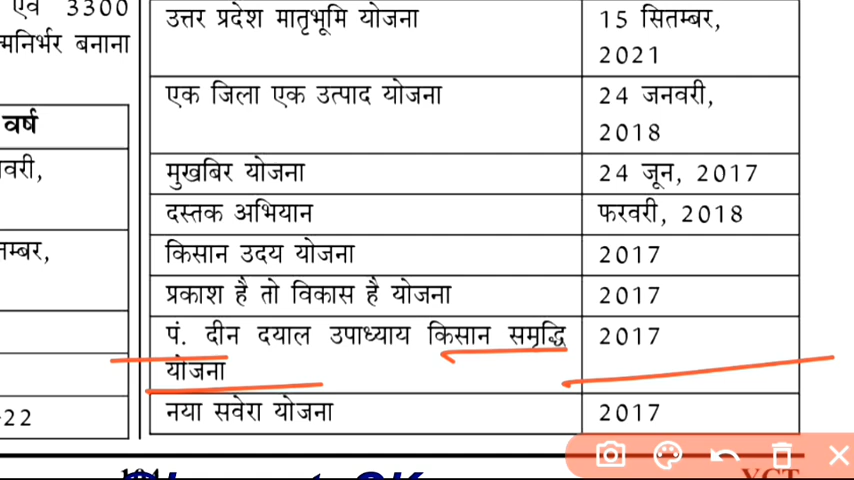 एवं 3300
त्मनिर्भर बनाना
वर्ष
वरी,
तम्बर,
-22
उत्तर प्रदेश मातृभूमि योजना 15 सितम्बर,
2021
एक जिला एक उत्पाद योजना 24 जनवरी,
2018
मुखबिर योजना 24 जून, 2017
दस्तक अभियान फरवरी, 2018
किसान उदय योजना 2017
प्रकाश है तो विकास है योजना 2017
पं. दीन दयाल उपाध्याय किसान समृद्धि 2017
योजना
नया सवेरा योजना 2017
YCT